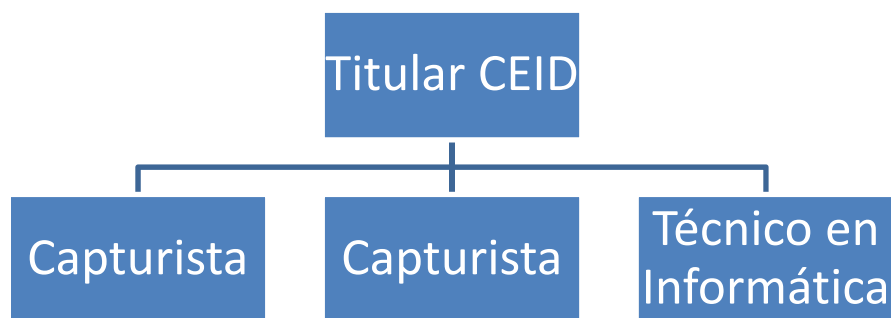 Titular CEID
Capturista
Capturista
Técnico en
Informática